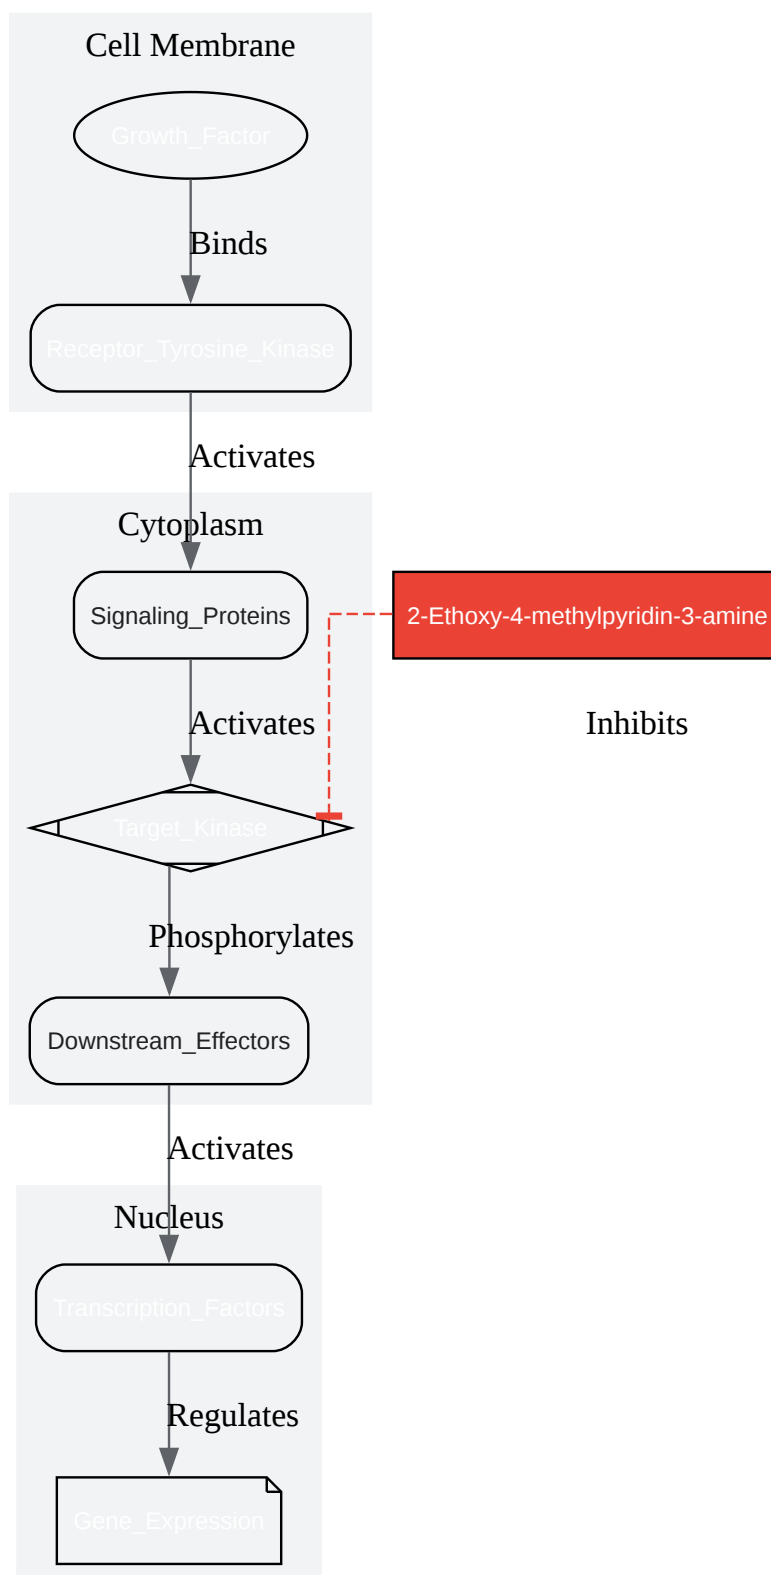 Cell Membrane
Growth_Factor
Binds
Receptor_Tyrosine_Kinase
Activates
Cytoplasm
Signaling_Proteins
2-Ethoxy-4-methylpyridin-3-amine
Activates
Inhibits
Target_Kinase
Phosphorylates
Downstream_Effectors
Activates
Nucleus
Transcription_Factors
Regulates
Gene_Expression